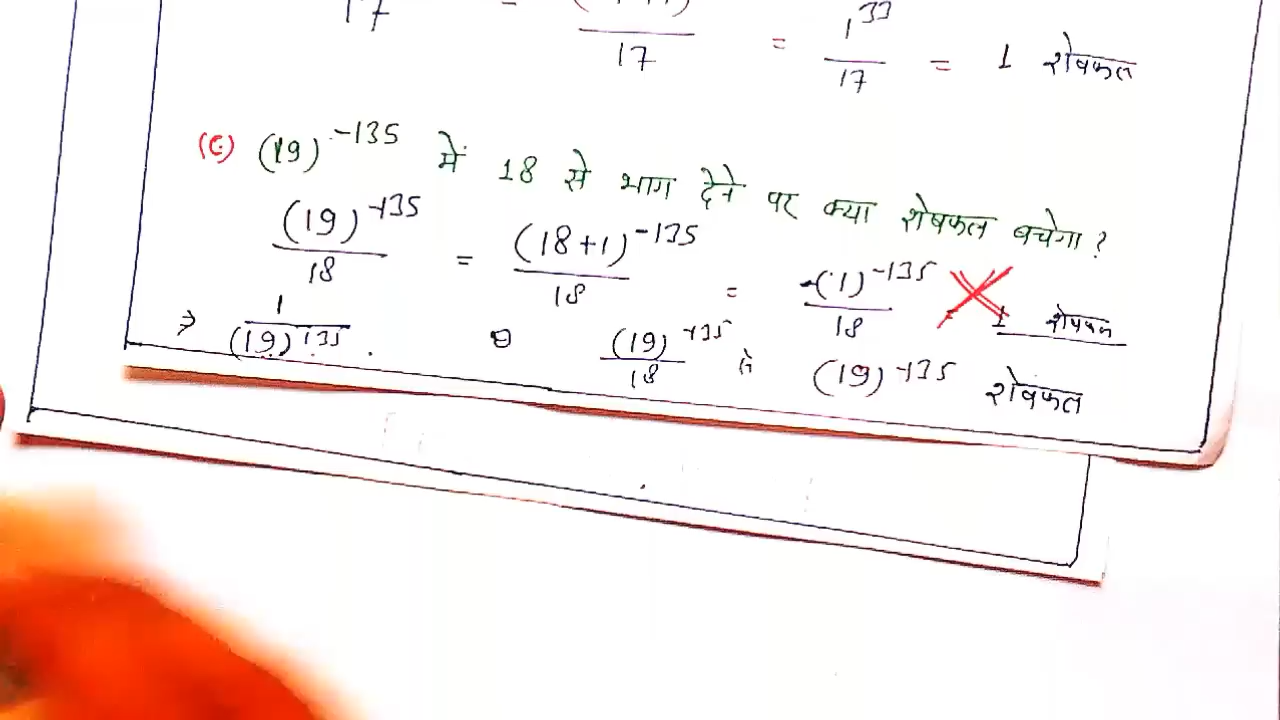 17 = 17 = 1^33/17 = 1 शेषफल
(C) (19)^-135 में 18 से भाग देने पर क्या शेषफल बचेगा ?
(19)^-135/18 = (18+1)^-135/18 = (1)^-135/18 = 1 शेषफल
⇒ 1/(19)^135 . (19)^-135/18 में (19)^-135 शेषफल